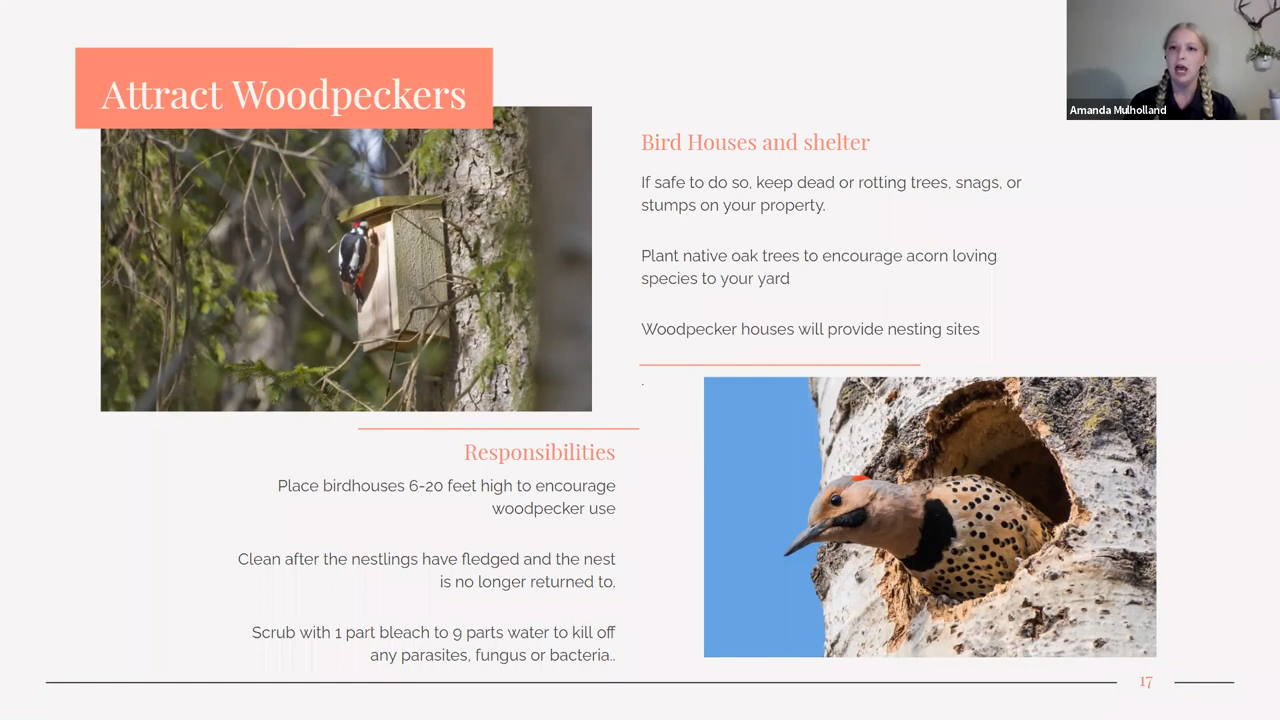 Attract Woodpeckers
Amanda Mulholland
Bird Houses and shelter
If safe to do so, keep dead or rotting trees, snags, or
stumps on your property.
Plant native oak trees to encourage acorn loving
species to your yard
Woodpecker houses will provide nesting sites
.
Responsibilities
Place birdhouses 6-20 feet high to encourage
woodpecker use
Clean after the nestlings have fledged and the nest
is no longer returned to.
Scrub with 1 part bleach to 9 parts water to kill off
any parasites, fungus or bacteria..
17